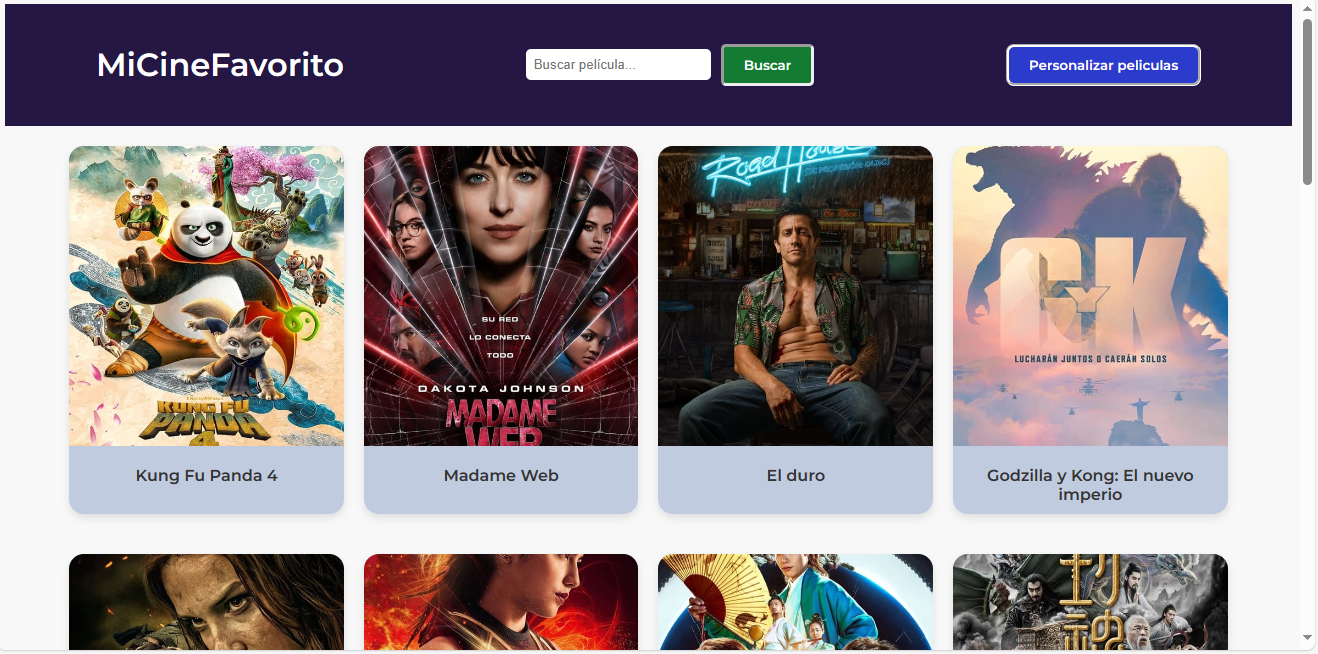 MiCineFavorito
Buscar película...
Buscar
Personalizar peliculas
Road House
SU RED
LO CONECTA
TODO
DAKOTA JOHNSON
MADAME
WEB
KUNG FU
PANDA
4
G K
Y
LUCHARÁN JUNTOS O CAERÁN SOLOS
Kung Fu Panda 4
Madame Web
El duro
Godzilla y Kong: El nuevo
imperio